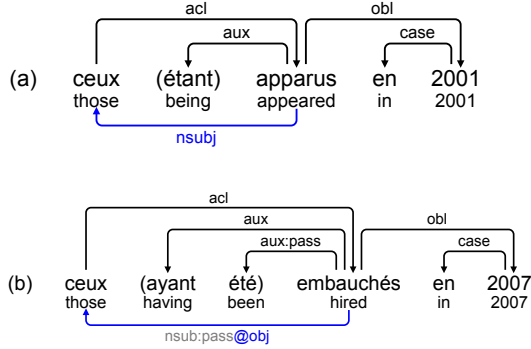 acl obl
aux case
(a) ceux (étant) apparus en 2001
those being appeared in 2001
nsubj
acl
aux obl
aux:pass case
(b) ceux (ayant été) embauchés en 2007
those having been hired in 2007
nsub:pass@obj